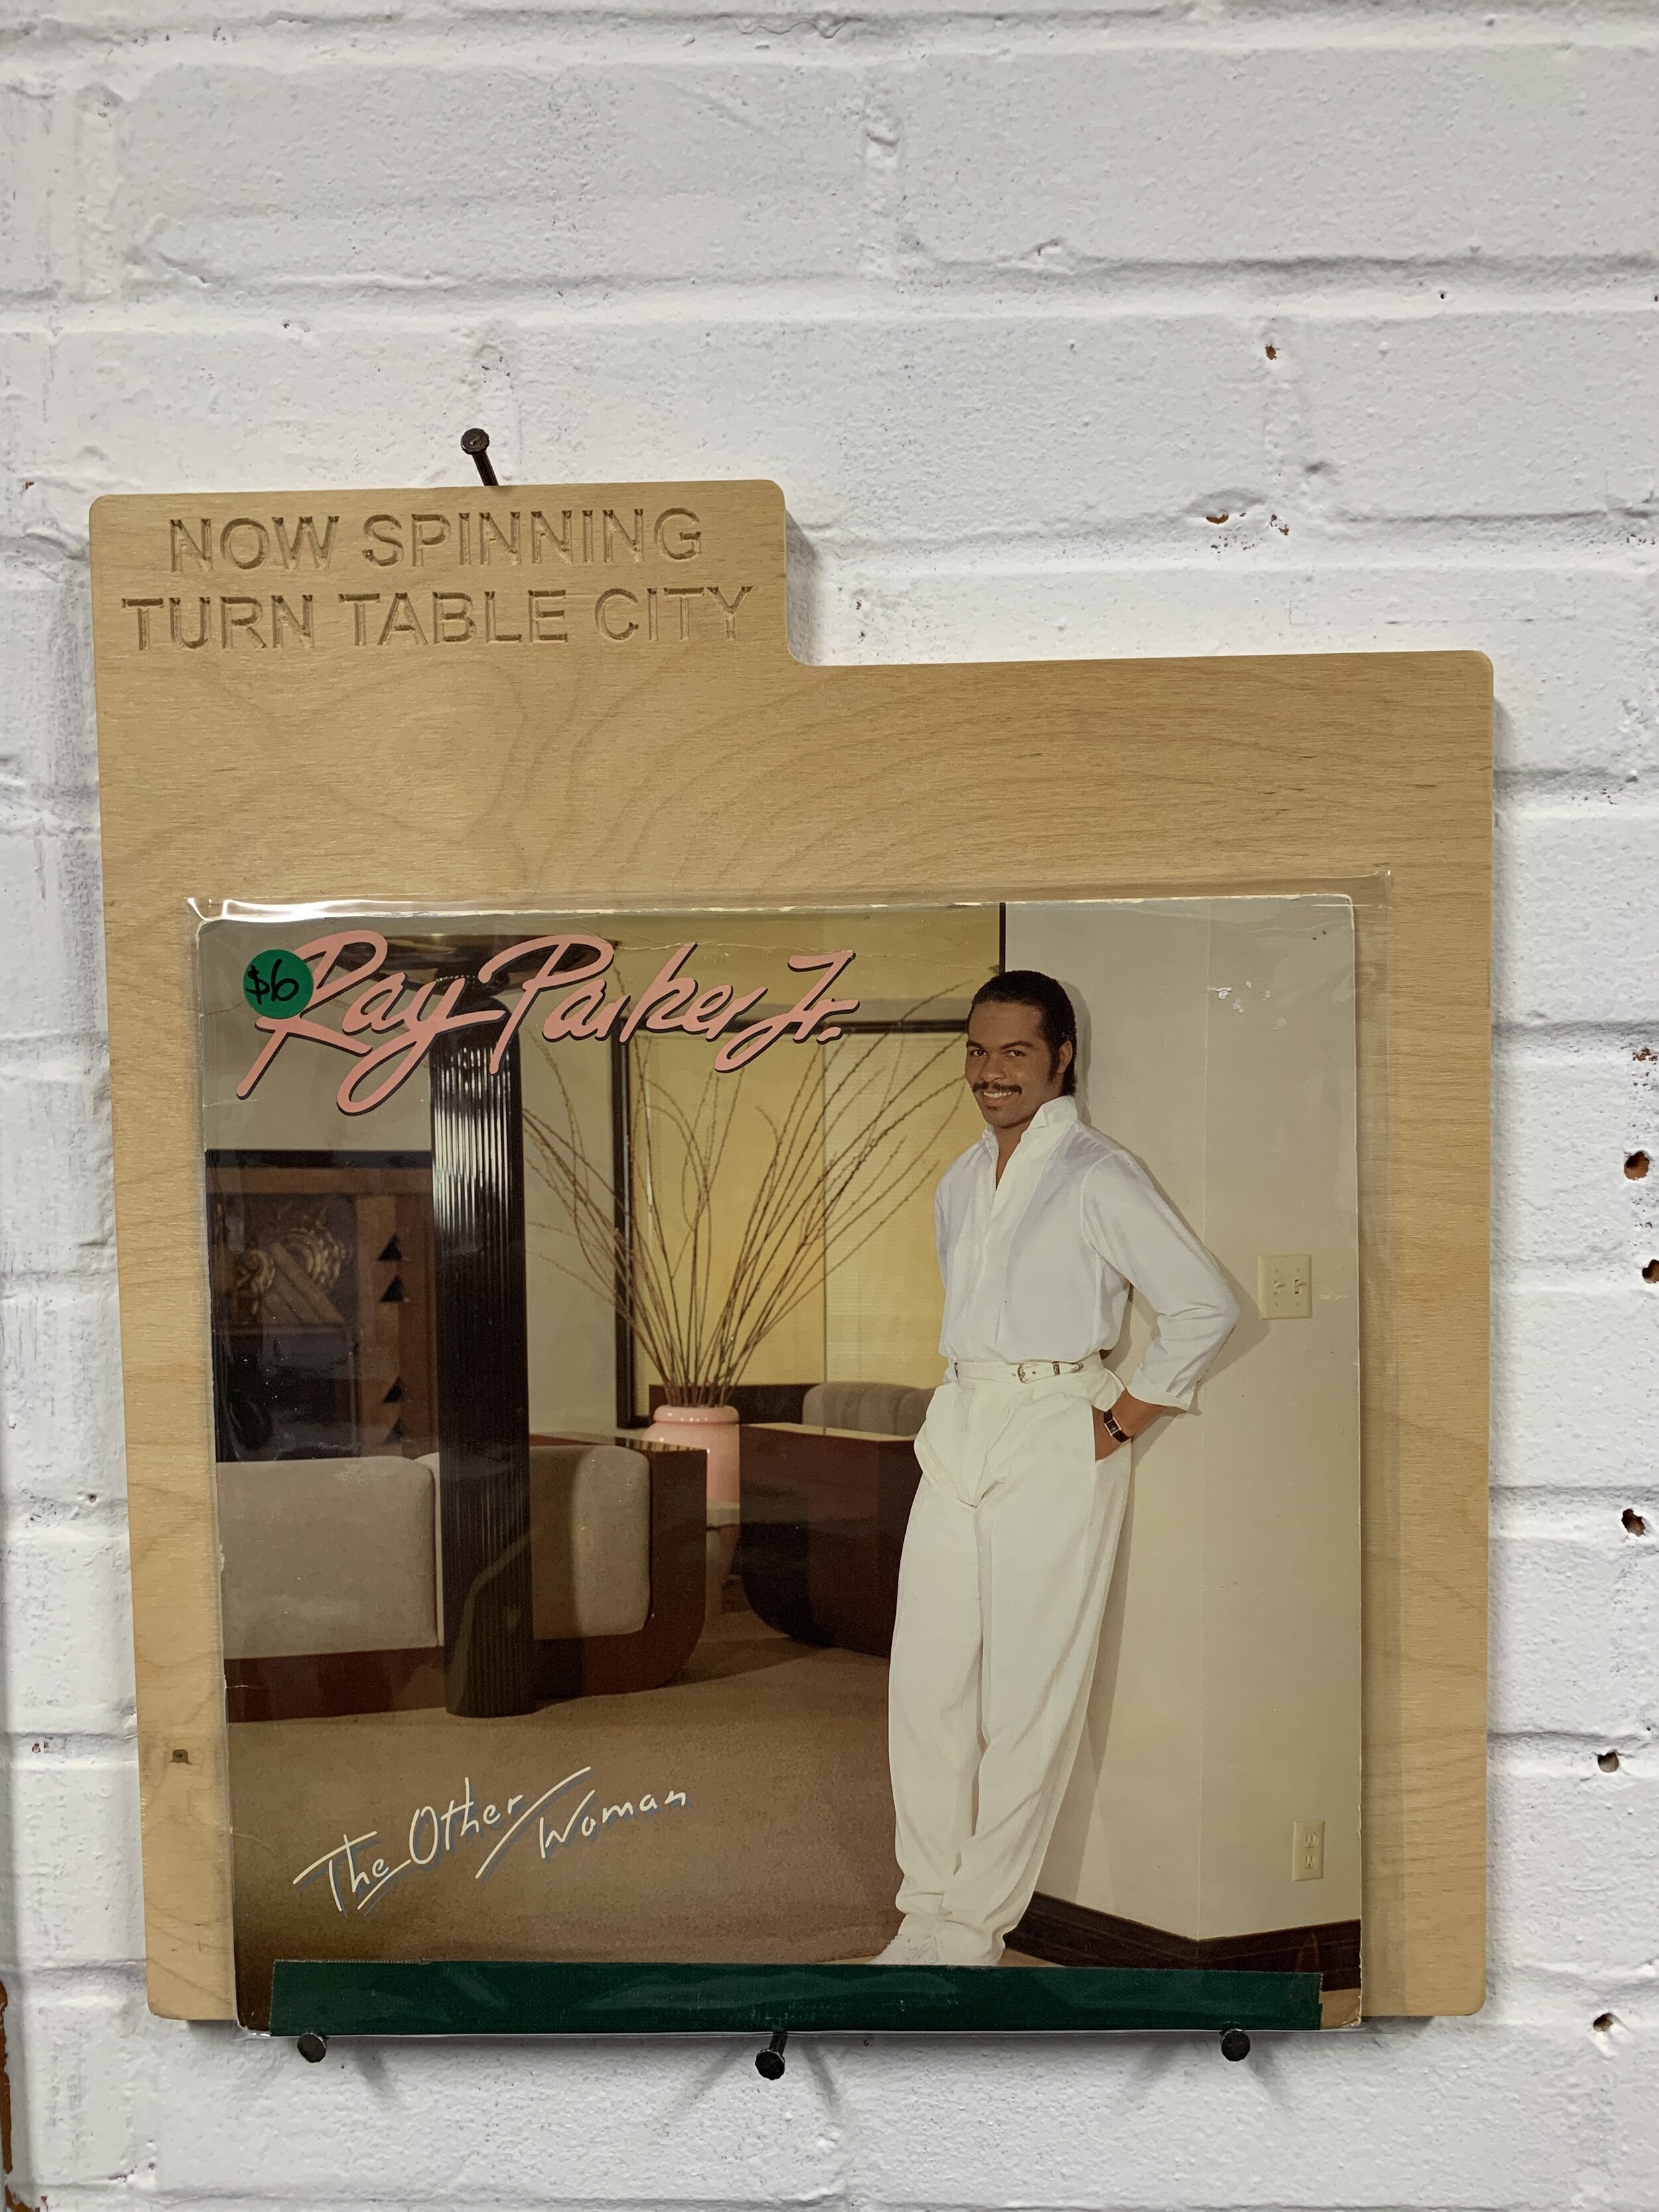 NOW SPINNING
TURN TABLE CITY
$6
Ray Parker Jr.
The Other Woman